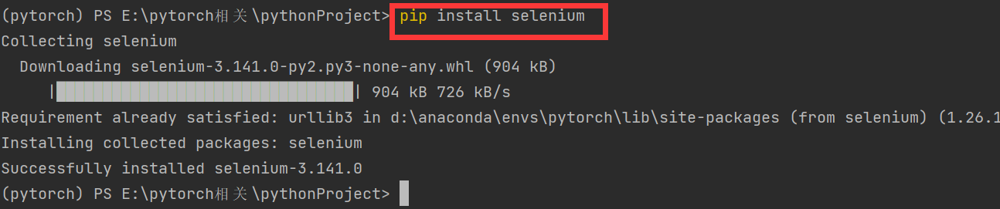 (pytorch) PS E:\pytorch相关\pythonProject> pip install selenium
Collecting selenium
Downloading selenium-3.141.0-py2.py3-none-any.whl (904 kB)
|████████████████████████████████| 904 kB 726 kB/s
Requirement already satisfied: urllib3 in d:\anaconda\envs\pytorch\lib\site-packages (from selenium) (1.26.1
Installing collected packages: selenium
Successfully installed selenium-3.141.0
(pytorch) PS E:\pytorch相关\pythonProject>